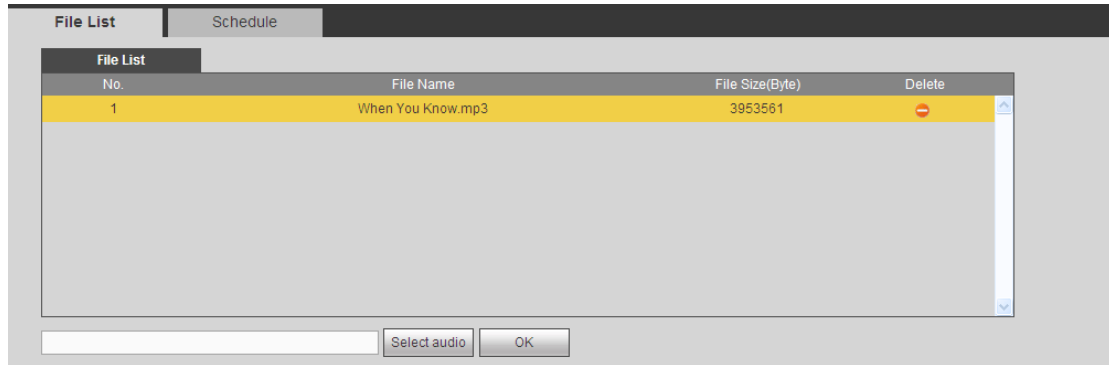 File List Schedule
File List
No. File Name File Size(Byte) Delete
1 When You Know.mp3 3953561
Select audio OK